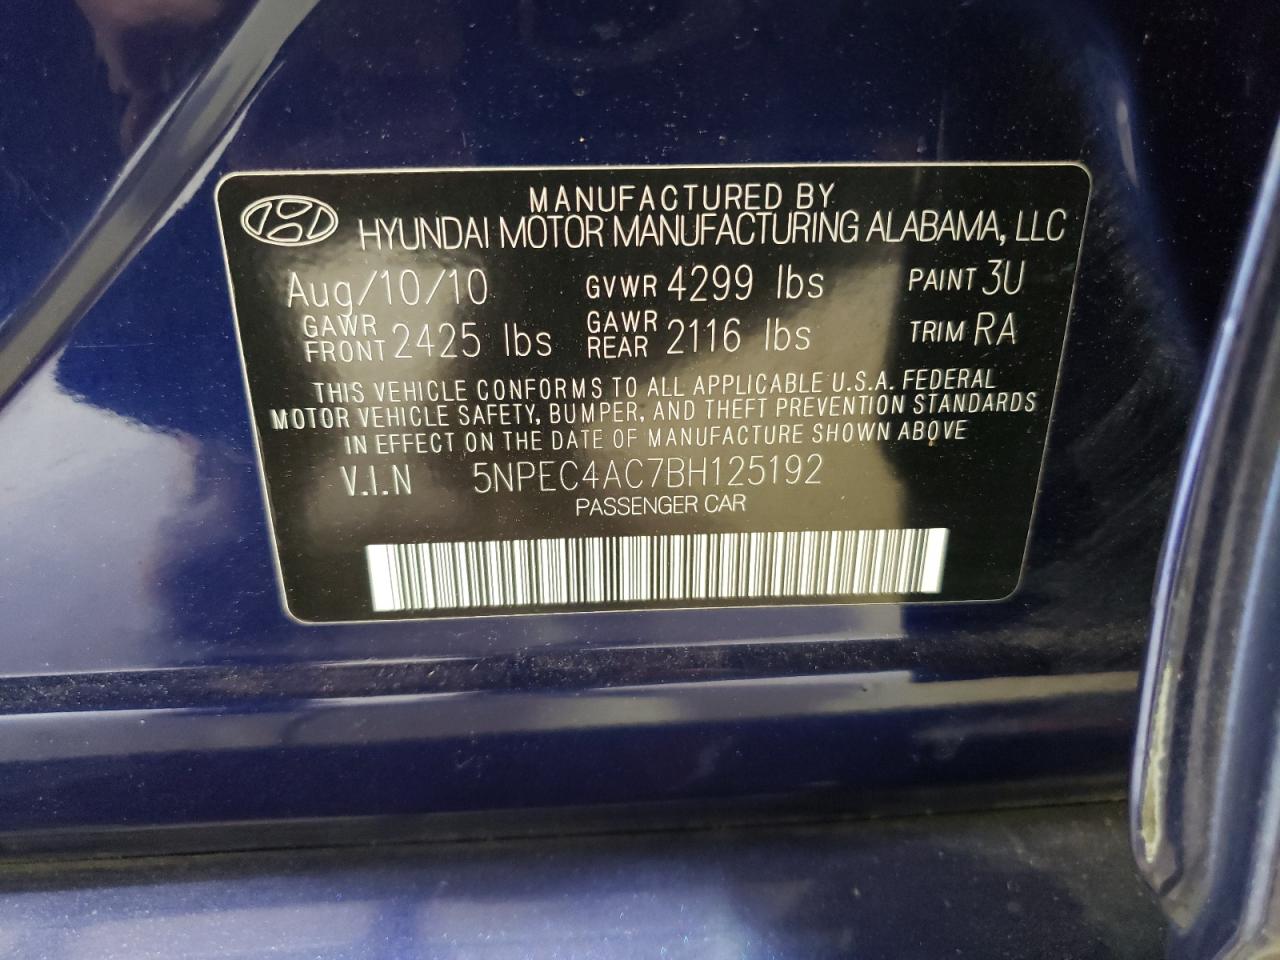 MANUFACTURED BY
HYUNDAI MOTOR MANUFACTURING ALABAMA, LLC
Aug/10/10 GVWR 4299 lbs PAINT 3U
GAWR FRONT 2425 lbs GAWR REAR 2116 lbs TRIM RA
THIS VEHICLE CONFORMS TO ALL APPLICABLE U.S.A. FEDERAL
MOTOR VEHICLE SAFETY, BUMPER, AND THEFT PREVENTION STANDARDS
IN EFFECT ON THE DATE OF MANUFACTURE SHOWN ABOVE
V.I.N 5NPEC4AC7BH125192
PASSENGER CAR